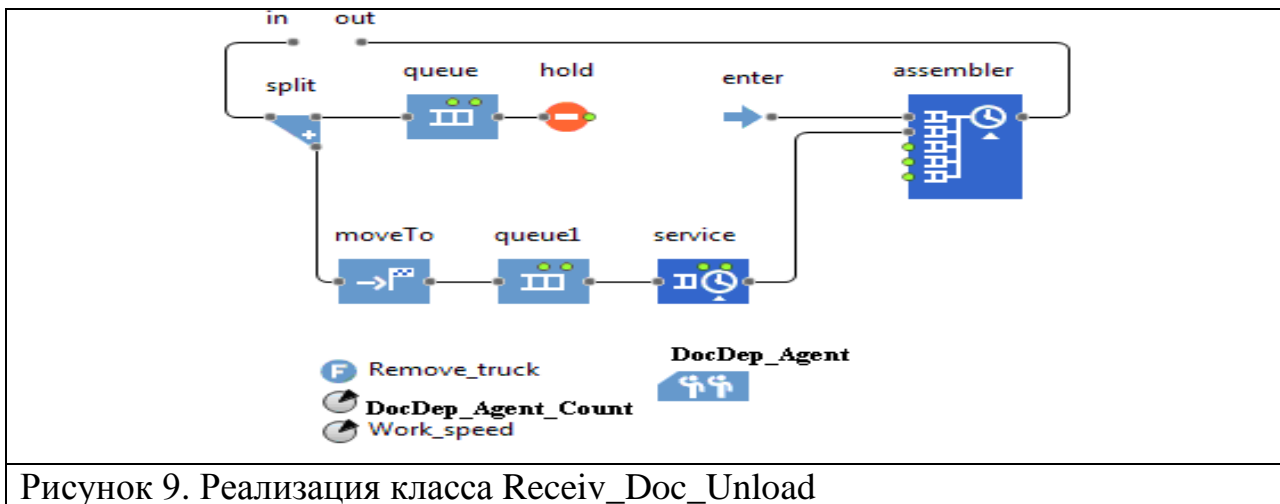 in out
split queue hold enter assembler
moveTo queue1 service
Remove_truck
DocDep_Agent
DocDep_Agent_Count
Work_speed
Рисунок 9. Реализация класса Receiv_Doc_Unload